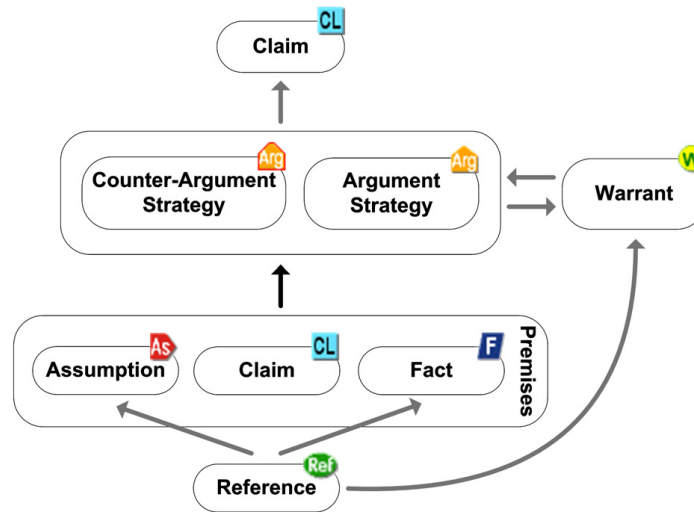 CL
Claim
Arg
Arg
Counter-Argument
Strategy
Argument
Strategy
W
Warrant
As
CL
F
Assumption
Claim
Fact
Premises
Ref
Reference